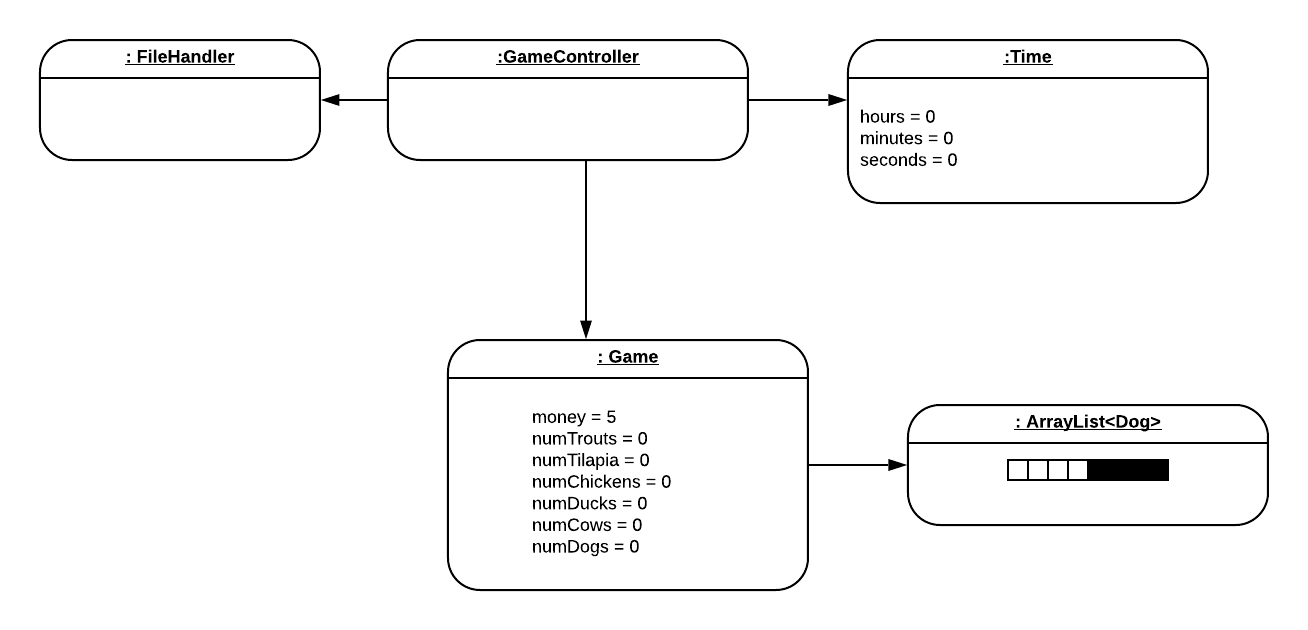 : FileHandler
:GameController
:Time
hours = 0
minutes = 0
seconds = 0
: Game
money = 5
numTrouts = 0
numTilapia = 0
numChickens = 0
numDucks = 0
numCows = 0
numDogs = 0
: ArrayList<Dog>